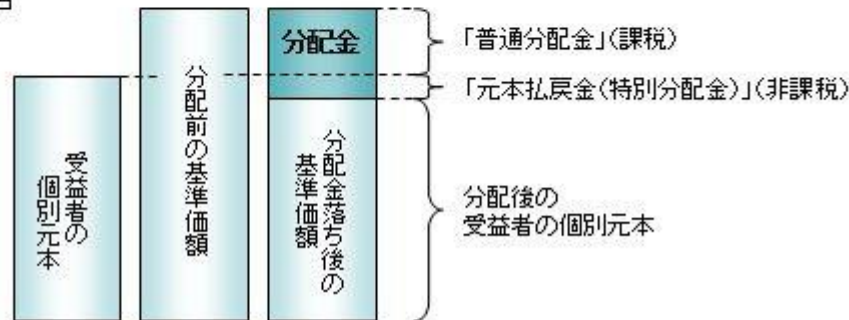 受益者の
個別元本
分配前の基準価額
分配金
分配金落ち後の
基準価額
「普通分配金」(課税)
「元本払戻金(特別分配金)」(非課税)
分配後の
受益者の個別元本